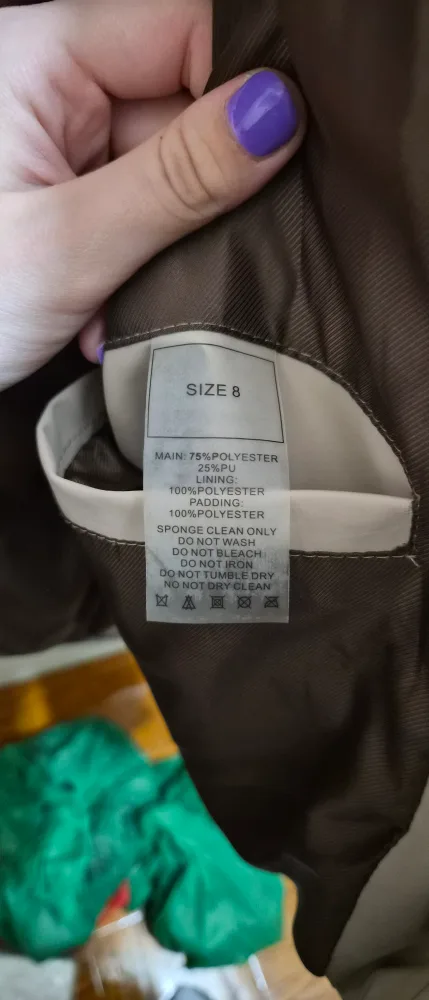 SIZE 8
MAIN: 75%POLYESTER
25%PU
LINING:
100%POLYESTER
PADDING:
100%POLYESTER
SPONGE CLEAN ONLY
DO NOT WASH
DO NOT BLEACH
DO NOT IRON
DO NOT TUMBLE DRY
NO NOT DRY CLEAN